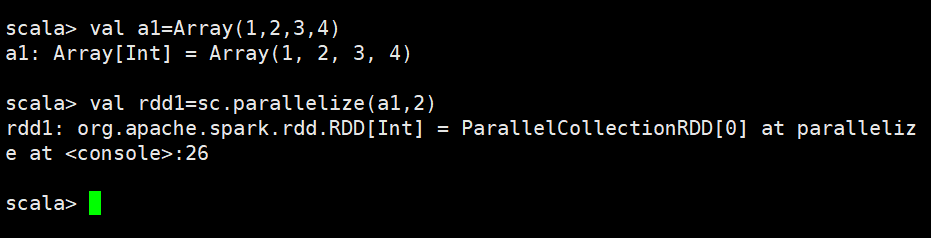 scala> val a1=Array(1,2,3,4)
a1: Array[Int] = Array(1, 2, 3, 4)
scala> val rdd1=sc.parallelize(a1,2)
rdd1: org.apache.spark.rdd.RDD[Int] = ParallelCollectionRDD[0] at paralleliz
e at <console>:26
scala>